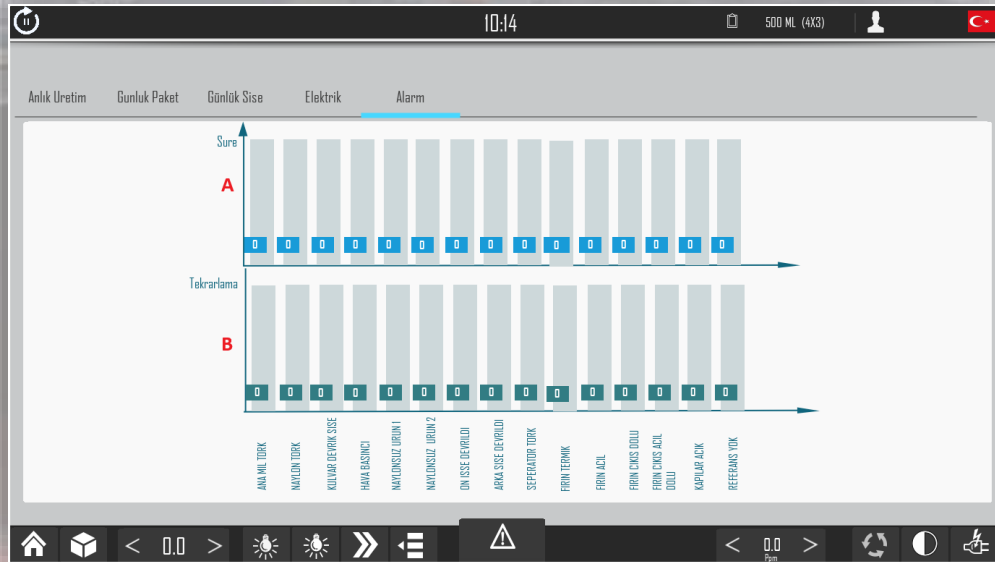 10:14
500 ML (4X3)
Anlık Uretim
Gunluk Paket
Günlük Sise
Elektrik
Alarm
Sure
A
0 0 0 0 0 0 0 0 0 0 0 0 0 0 0
Tekrarlama
B
0 0 0 0 0 0 0 0 0 0 0 0 0 0 0
ANA MIL TORK
NAYLON TORK
KULVAR DEVRIK SISE
HAVA BASINCI
NAYLONSUZ URUN 1
NAYLONSUZ URUN 2
ON ISSE DEVRILDI
ARKA SISE DEVRILDI
SEPERATOR TORK
FIRIN TERMIK
FIRIN ACIL
FIRIN CIKIS DOLU
FIRIN CIKIS ACIL
DOLU
KAPILAR ACIK
REFERANS YOK
< 0.0 >
< 0.0 >
Ppm